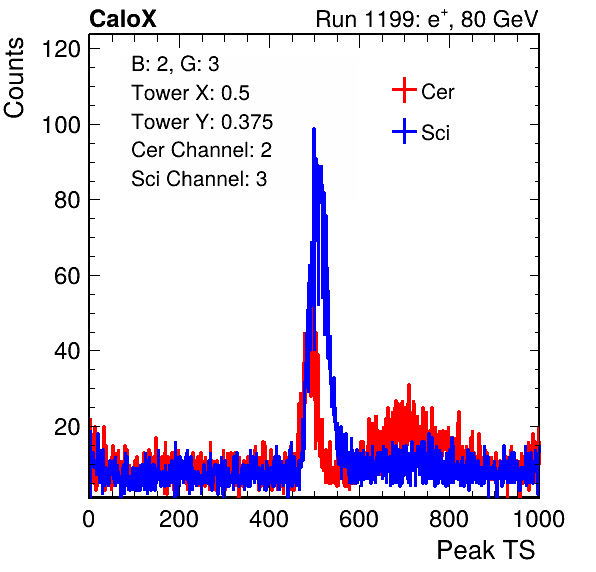 CaloX
Run 1199: e+, 80 GeV
Counts
B: 2, G: 3
Tower X: 0.5
Tower Y: 0.375
Cer Channel: 2
Sci Channel: 3
Cer
Sci
120
100
80
60
40
20
0 200 400 600 800 1000
Peak TS